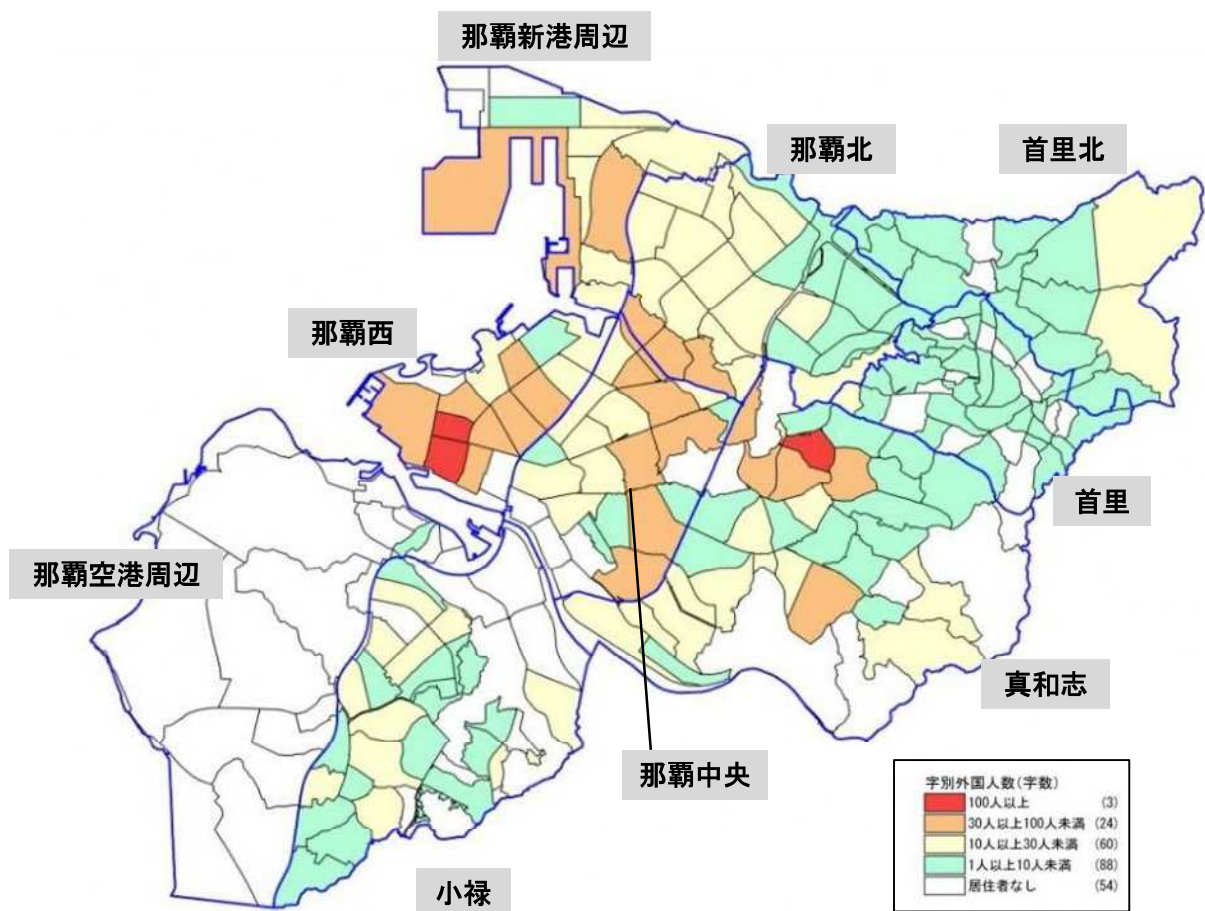 那覇新港周辺
那覇北
首里北
那覇西
首里
那覇空港周辺
真和志
那覇中央
小禄
字別外国人数(字数)
100人以上 (3)
30人以上100人未満 (24)
10人以上30人未満 (60)
1人以上10人未満 (88)
居住者なし (54)